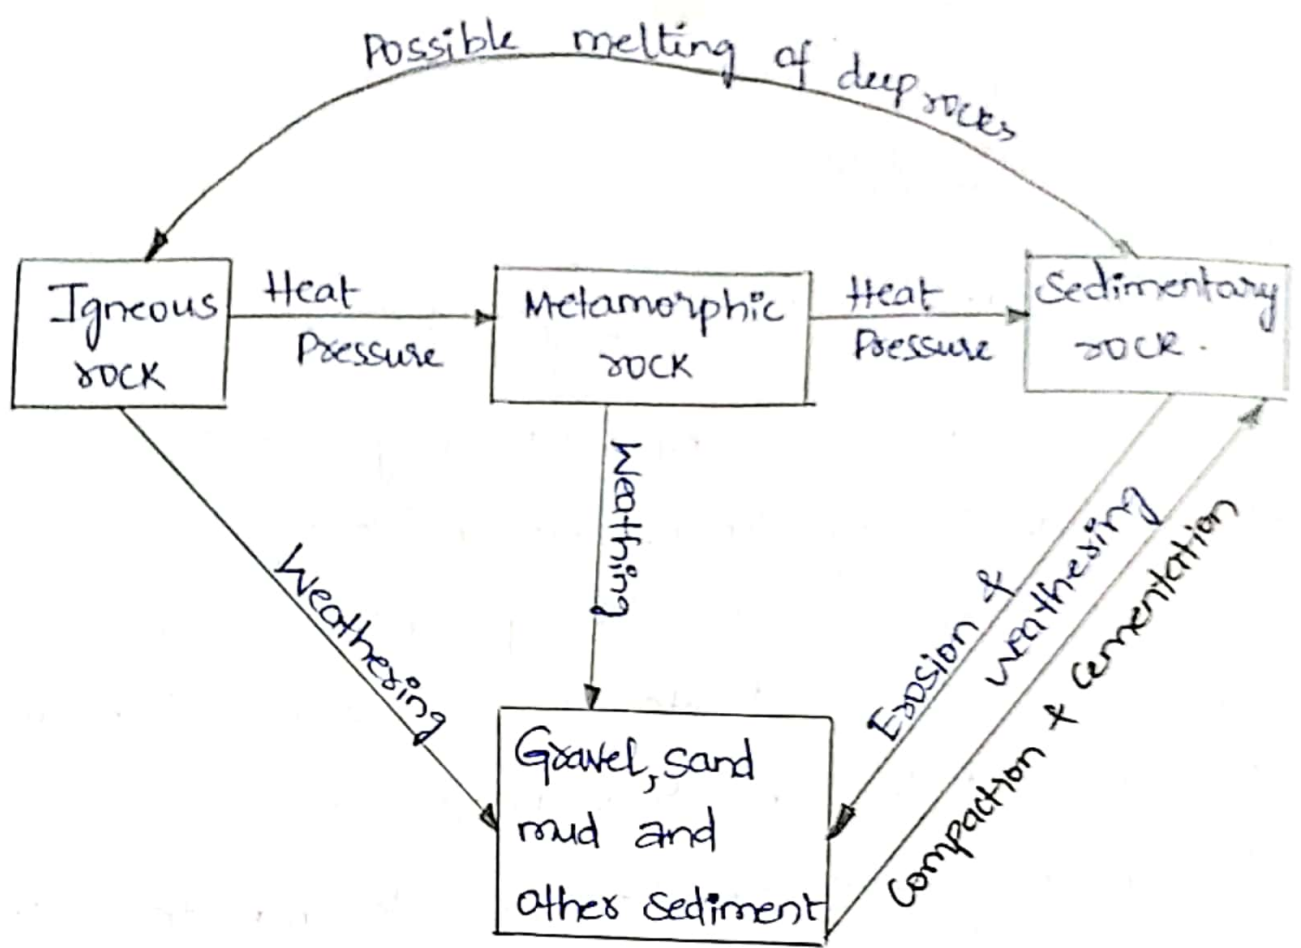 Possible melting of deep rocks
Igneous
rock
Heat
Pressure
Metamorphic
rock
Heat
Pressure
Sedimentary
rock.
Weathering
Weathing
Erosion &
weathering
Compaction & cementation
Gravel, sand
mud and
other sediment